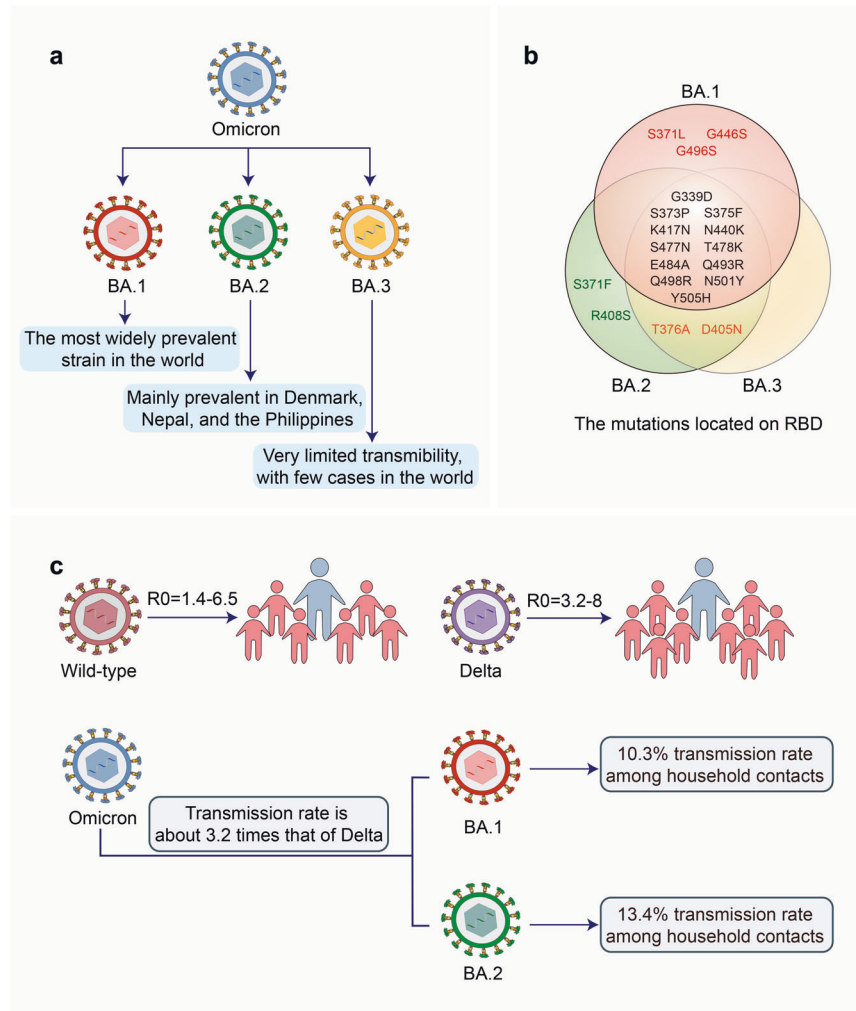 a
Omicron
BA.1
BA.2
BA.3
The most widely prevalent
strain in the world
Mainly prevalent in Denmark,
Nepal, and the Philippines
Very limited transmibility,
with few cases in the world
b
BA.1
S371L G446S
G496S
G339D
S373P S375F
K417N N440K
S477N T478K
E484A Q493R
Q498R N501Y
Y505H
S371F
R408S
T376A D405N
BA.2
BA.3
The mutations located on RBD
c
Wild-type
R0=1.4-6.5
Delta
R0=3.2-8
Omicron
Transmission rate is
about 3.2 times that of Delta
BA.1
10.3% transmission rate
among household contacts
BA.2
13.4% transmission rate
among household contacts